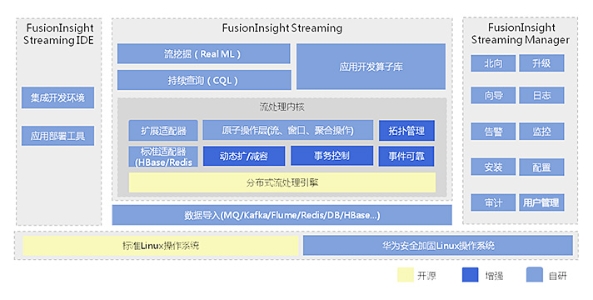 FusionInsight
Streaming IDE
集成开发环境
应用部署工具
FusionInsight Streaming
流挖掘（Real ML）
持续查询（CQL）
应用开发算子库
流处理内核
扩展适配器
原子操作层(流、窗口、聚合操作)
拓扑管理
标准适配器
(HBase/Redis
动态扩/减容
事务控制
事件可靠
分布式流处理引擎
数据导入(MQ/Kafka/Flume/Redis/DB/HBase...)
FusionInsight
Streaming Manager
北向
升级
向导
日志
告警
监控
安装
配置
审计
用户管理
标准Linux操作系统
华为安全加固Linux操作系统
开源
增强
自研